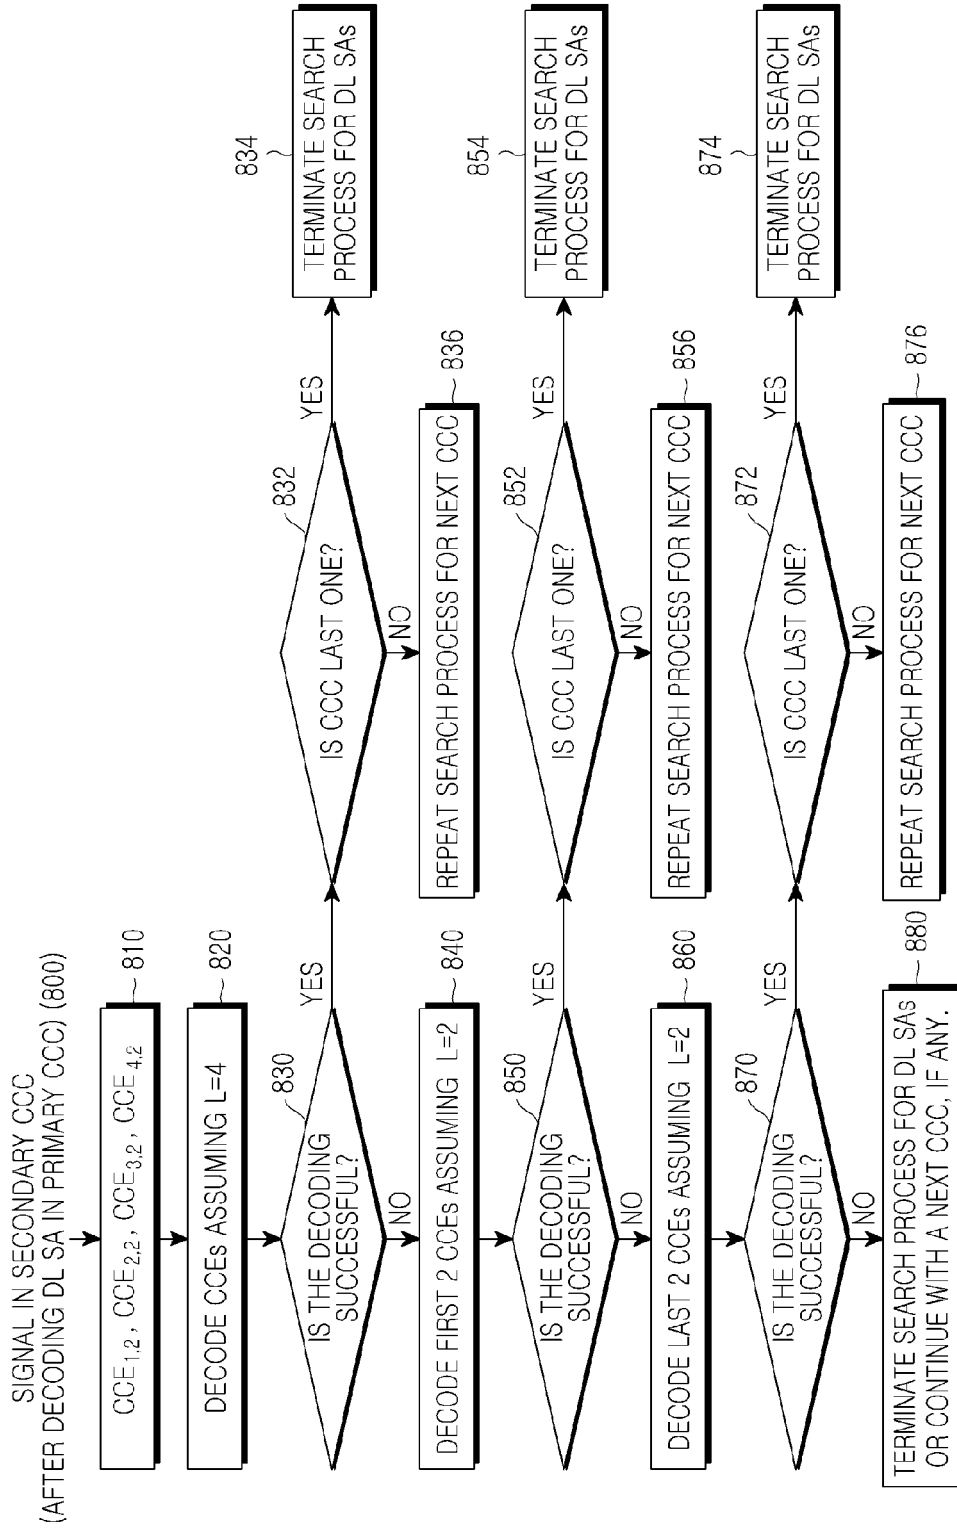 SIGNAL IN SECONDARY CCC
(AFTER DECODING DL SA IN PRIMARY CCC) (800)
CCE1,2, CCE2,2, CCE3,2, CCE4,2
810
DECODE CCEs ASSUMING L=4
820
IS THE DECODING
SUCCESSFUL?
830
YES
NO
IS CCC LAST ONE?
832
YES
NO
TERMINATE SEARCH
PROCESS FOR DL SAs
834
REPEAT SEARCH PROCESS FOR NEXT CCC
836
DECODE FIRST 2 CCEs ASSUMING L=2
840
IS THE DECODING
SUCCESSFUL?
850
YES
NO
IS CCC LAST ONE?
852
YES
NO
TERMINATE SEARCH
PROCESS FOR DL SAs
854
REPEAT SEARCH PROCESS FOR NEXT CCC
856
DECODE LAST 2 CCEs ASSUMING L=2
860
IS THE DECODING
SUCCESSFUL?
870
YES
NO
IS CCC LAST ONE?
872
YES
NO
TERMINATE SEARCH
PROCESS FOR DL SAs
874
REPEAT SEARCH PROCESS FOR NEXT CCC
876
TERMINATE SEARCH PROCESS FOR DL SAs
OR CONTINUE WITH A NEXT CCC, IF ANY.
880